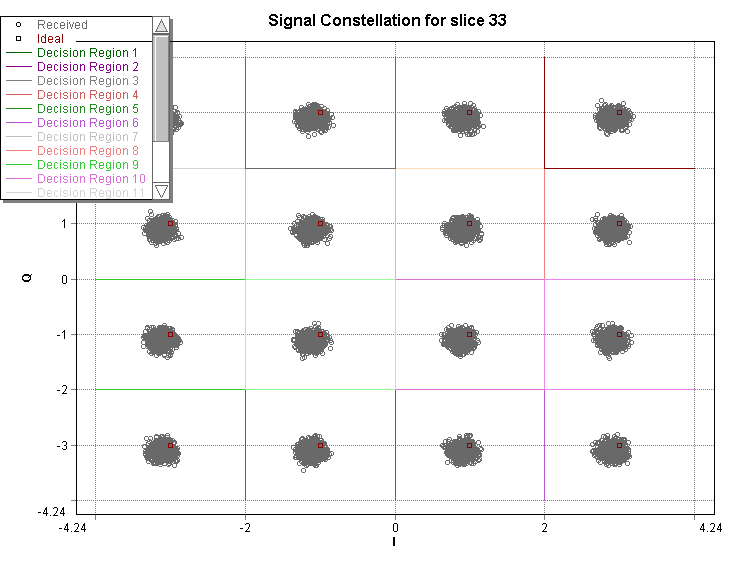 Signal Constellation for slice 33
Received
Ideal
Decision Region 1
Decision Region 2
Decision Region 3
Decision Region 4
Decision Region 5
Decision Region 6
Decision Region 7
Decision Region 8
Decision Region 9
Decision Region 10
Decision Region 11
1
0
-1
-2
-3
-4.24
Q
-4.24 -2 0 2 4.24
I